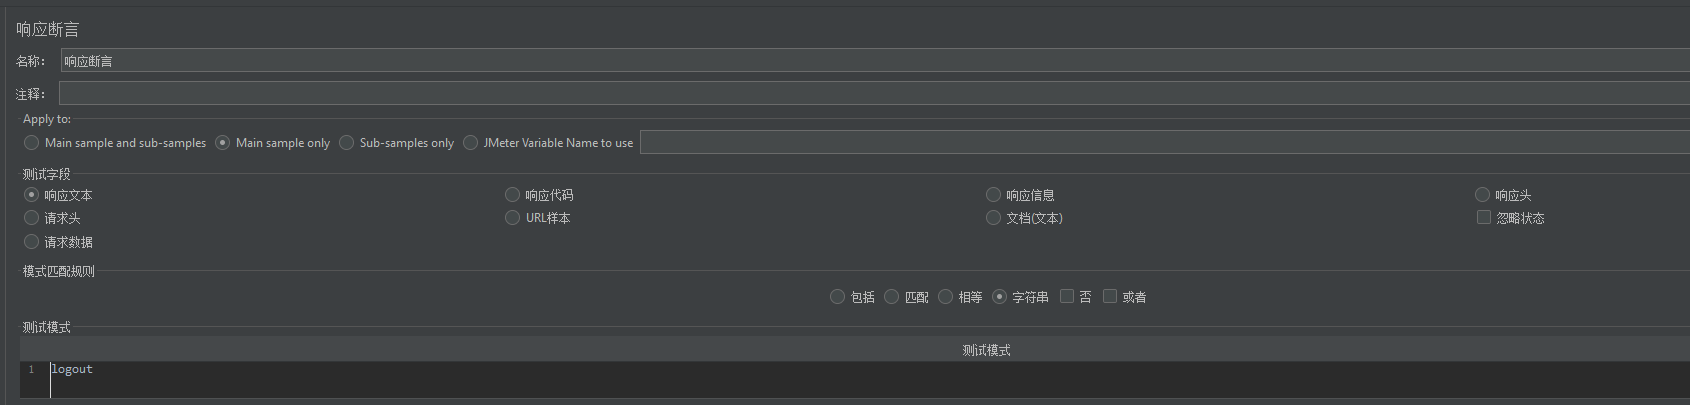 响应断言
名称： 响应断言
注释：
Apply to:
Main sample and sub-samples Main sample only Sub-samples only JMeter Variable Name to use
测试字段
响应文本 响应代码 响应信息 响应头
请求头 URL样本 文档(文本) 忽略状态
请求数据
模式匹配规则
包括 匹配 相等 字符串 否 或者
测试模式
测试模式
1 logout